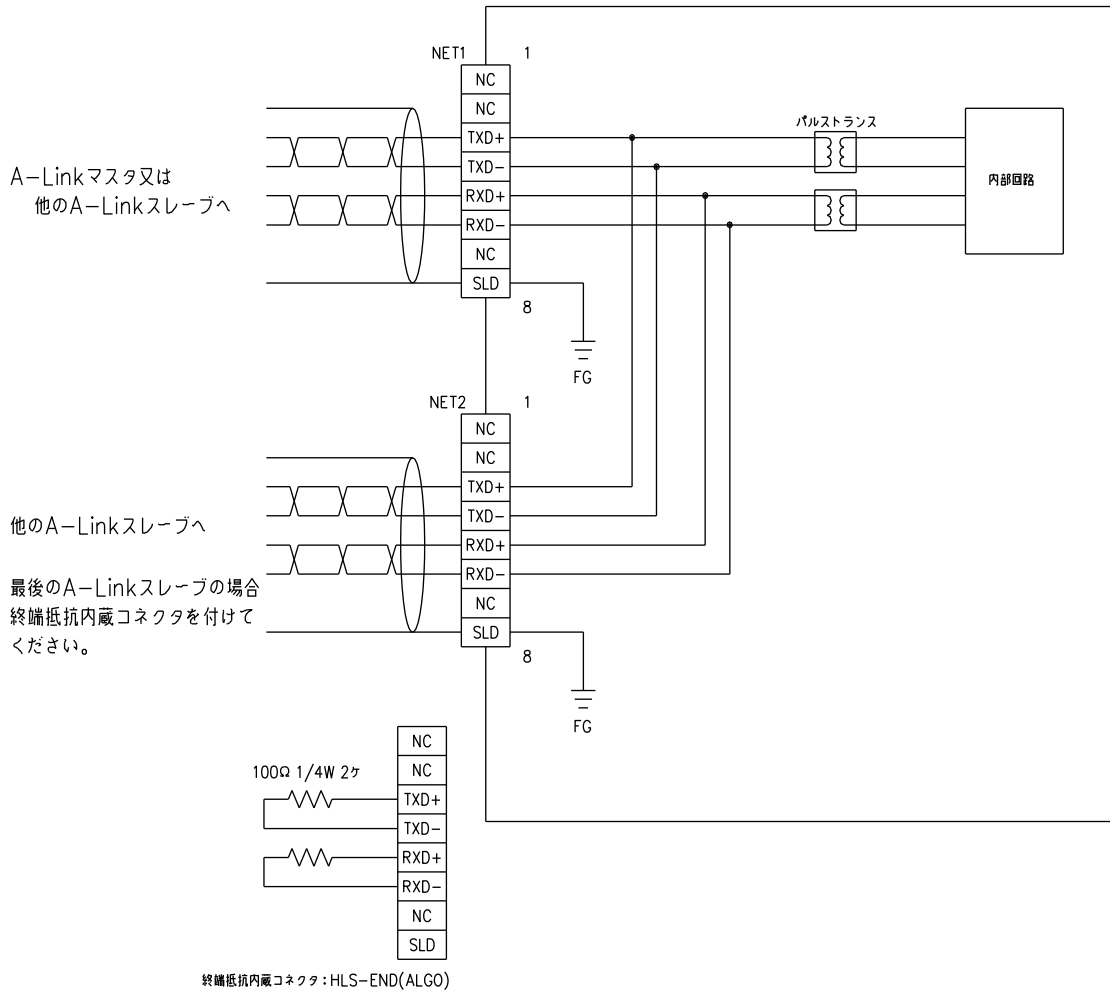 NET1
1
NC
NC
TXD+
TXD-
RXD+
RXD-
NC
SLD
8
FG
パルストランス
内部回路
A-Linkマスタ又は
他のA-Linkスレーブへ
NET2
1
NC
NC
TXD+
TXD-
RXD+
RXD-
NC
SLD
8
FG
他のA-Linkスレーブへ
最後のA-Linkスレーブの場合
終端抵抗内蔵コネクタを付けて
ください。
100Ω 1/4W 2ケ
NC
NC
TXD+
TXD-
RXD+
RXD-
NC
SLD
終端抵抗内蔵コネクタ:HLS-END(ALGO)